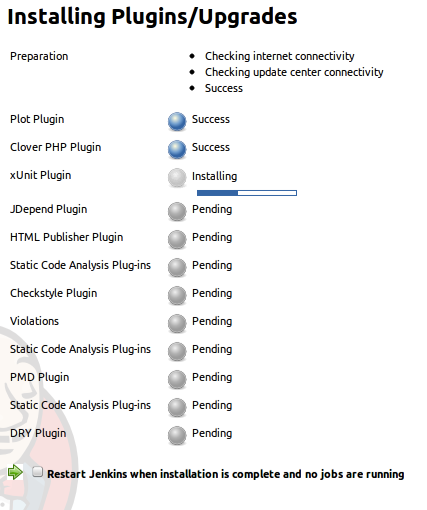 Installing Plugins/Upgrades
Preparation
Checking internet connectivity
Checking update center connectivity
Success
Plot Plugin Success
Clover PHP Plugin Success
xUnit Plugin Installing
JDepend Plugin Pending
HTML Publisher Plugin Pending
Static Code Analysis Plug-ins Pending
Checkstyle Plugin Pending
Violations Pending
Static Code Analysis Plug-ins Pending
PMD Plugin Pending
Static Code Analysis Plug-ins Pending
DRY Plugin Pending
Restart Jenkins when installation is complete and no jobs are running